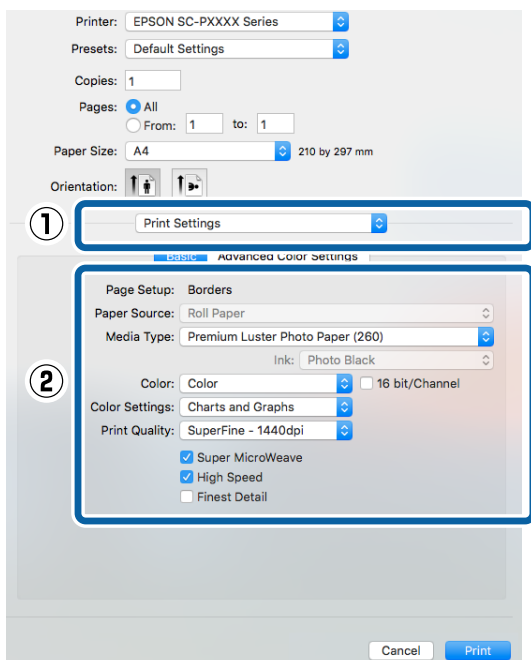 Printer: EPSON SC-PXXXX Series
Presets: Default Settings
Copies: 1
Pages: All
From: 1 to: 1
Paper Size: A4 210 by 297 mm
Orientation:
① Print Settings
Basic Advanced Color Settings
Page Setup: Borders
Paper Source: Roll Paper
Media Type: Premium Luster Photo Paper (260)
Ink: Photo Black
② Color: Color 16 bit/Channel
Color Settings: Charts and Graphs
Print Quality: SuperFine - 1440dpi
Super MicroWeave
High Speed
Finest Detail
Cancel Print